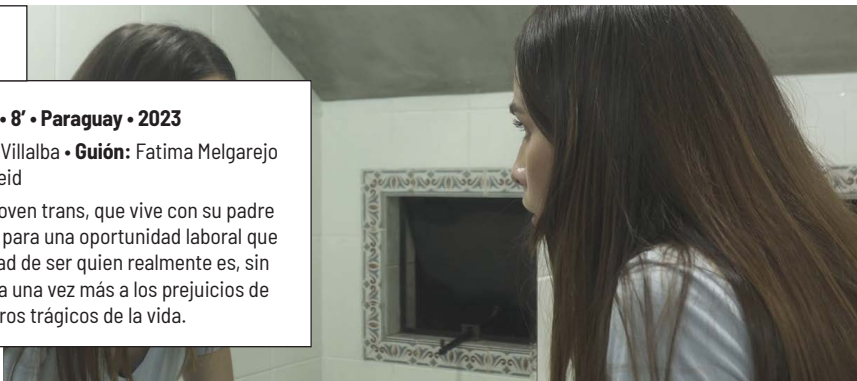 • 8’ • Paraguay • 2023
Villalba • Guión: Fatima Melgarejo
eid
oven trans, que vive con su padre
para una oportunidad laboral que
ad de ser quien realmente es, sin
a una vez más a los prejuicios de
ros trágicos de la vida.